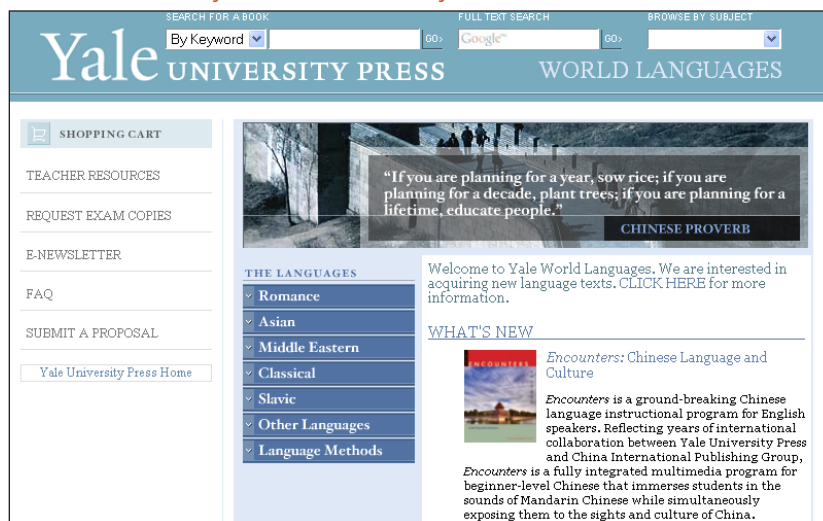 SEARCH FOR A BOOK
FULL TEXT SEARCH
BROWSE BY SUBJECT
By Keyword
GO>
Google™
GO>
Yale UNIVERSITY PRESS
WORLD LANGUAGES
SHOPPING CART
TEACHER RESOURCES
REQUEST EXAM COPIES
E-NEWSLETTER
FAQ
SUBMIT A PROPOSAL
Yale University Press Home
“If you are planning for a year, sow rice; if you are
planning for a decade, plant trees; if you are planning for a
lifetime, educate people.”
CHINESE PROVERB
THE LANGUAGES
Romance
Asian
Middle Eastern
Classical
Slavic
Other Languages
Language Methods
Welcome to Yale World Languages. We are interested in
acquiring new language texts. CLICK HERE for more
information.
WHAT'S NEW
ENCOUNTERS
Encounters: Chinese Language and
Culture
Encounters is a ground-breaking Chinese
language instructional program for English
speakers. Reflecting years of international
collaboration between Yale University Press
and China International Publishing Group,
Encounters is a fully integrated multimedia program for
beginner-level Chinese that immerses students in the
sounds of Mandarin Chinese while simultaneously
exposing them to the sights and culture of China.